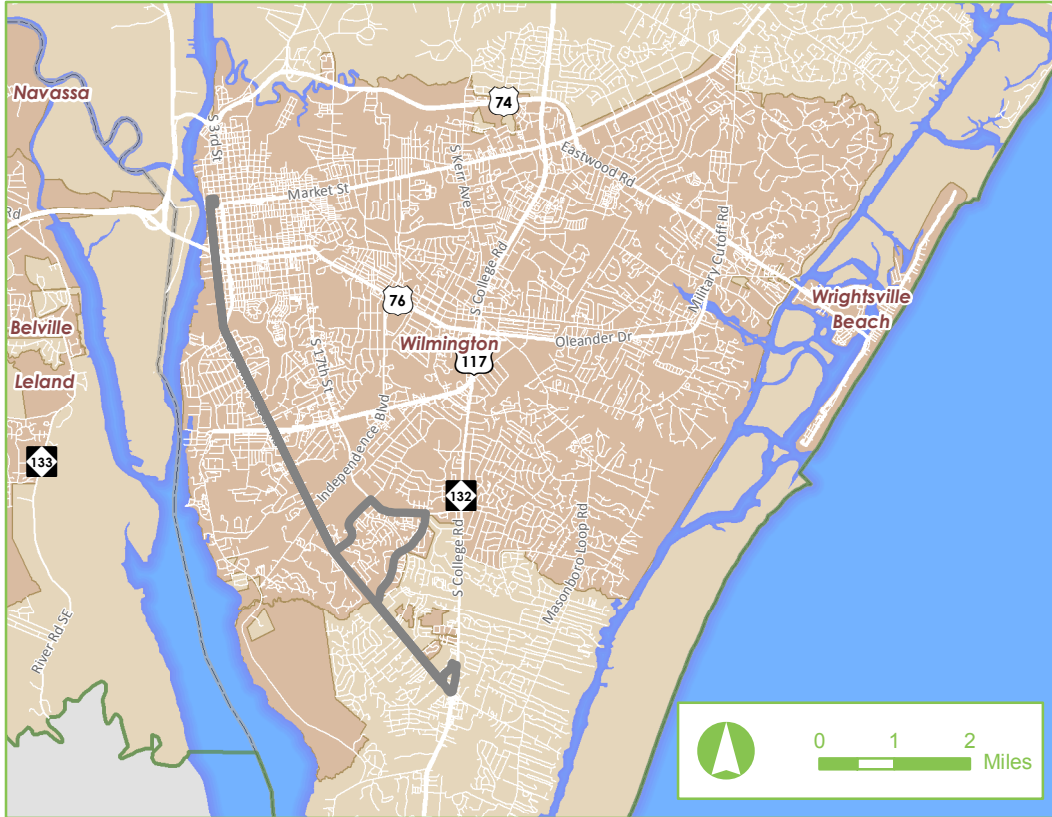 Navassa
74
S 3rd St
S Kerr Ave
Eastwood Rd
Market St
Rd
S College Rd
Military Cutoff Rd
76
Wrightsville
Beach
Belville
Wilmington
Oleander Dr
117
S 17th St
Leland
Independence Blvd
133
132
S College Rd
Masonboro Loop Rd
River Rd SE
0 1 2
Miles